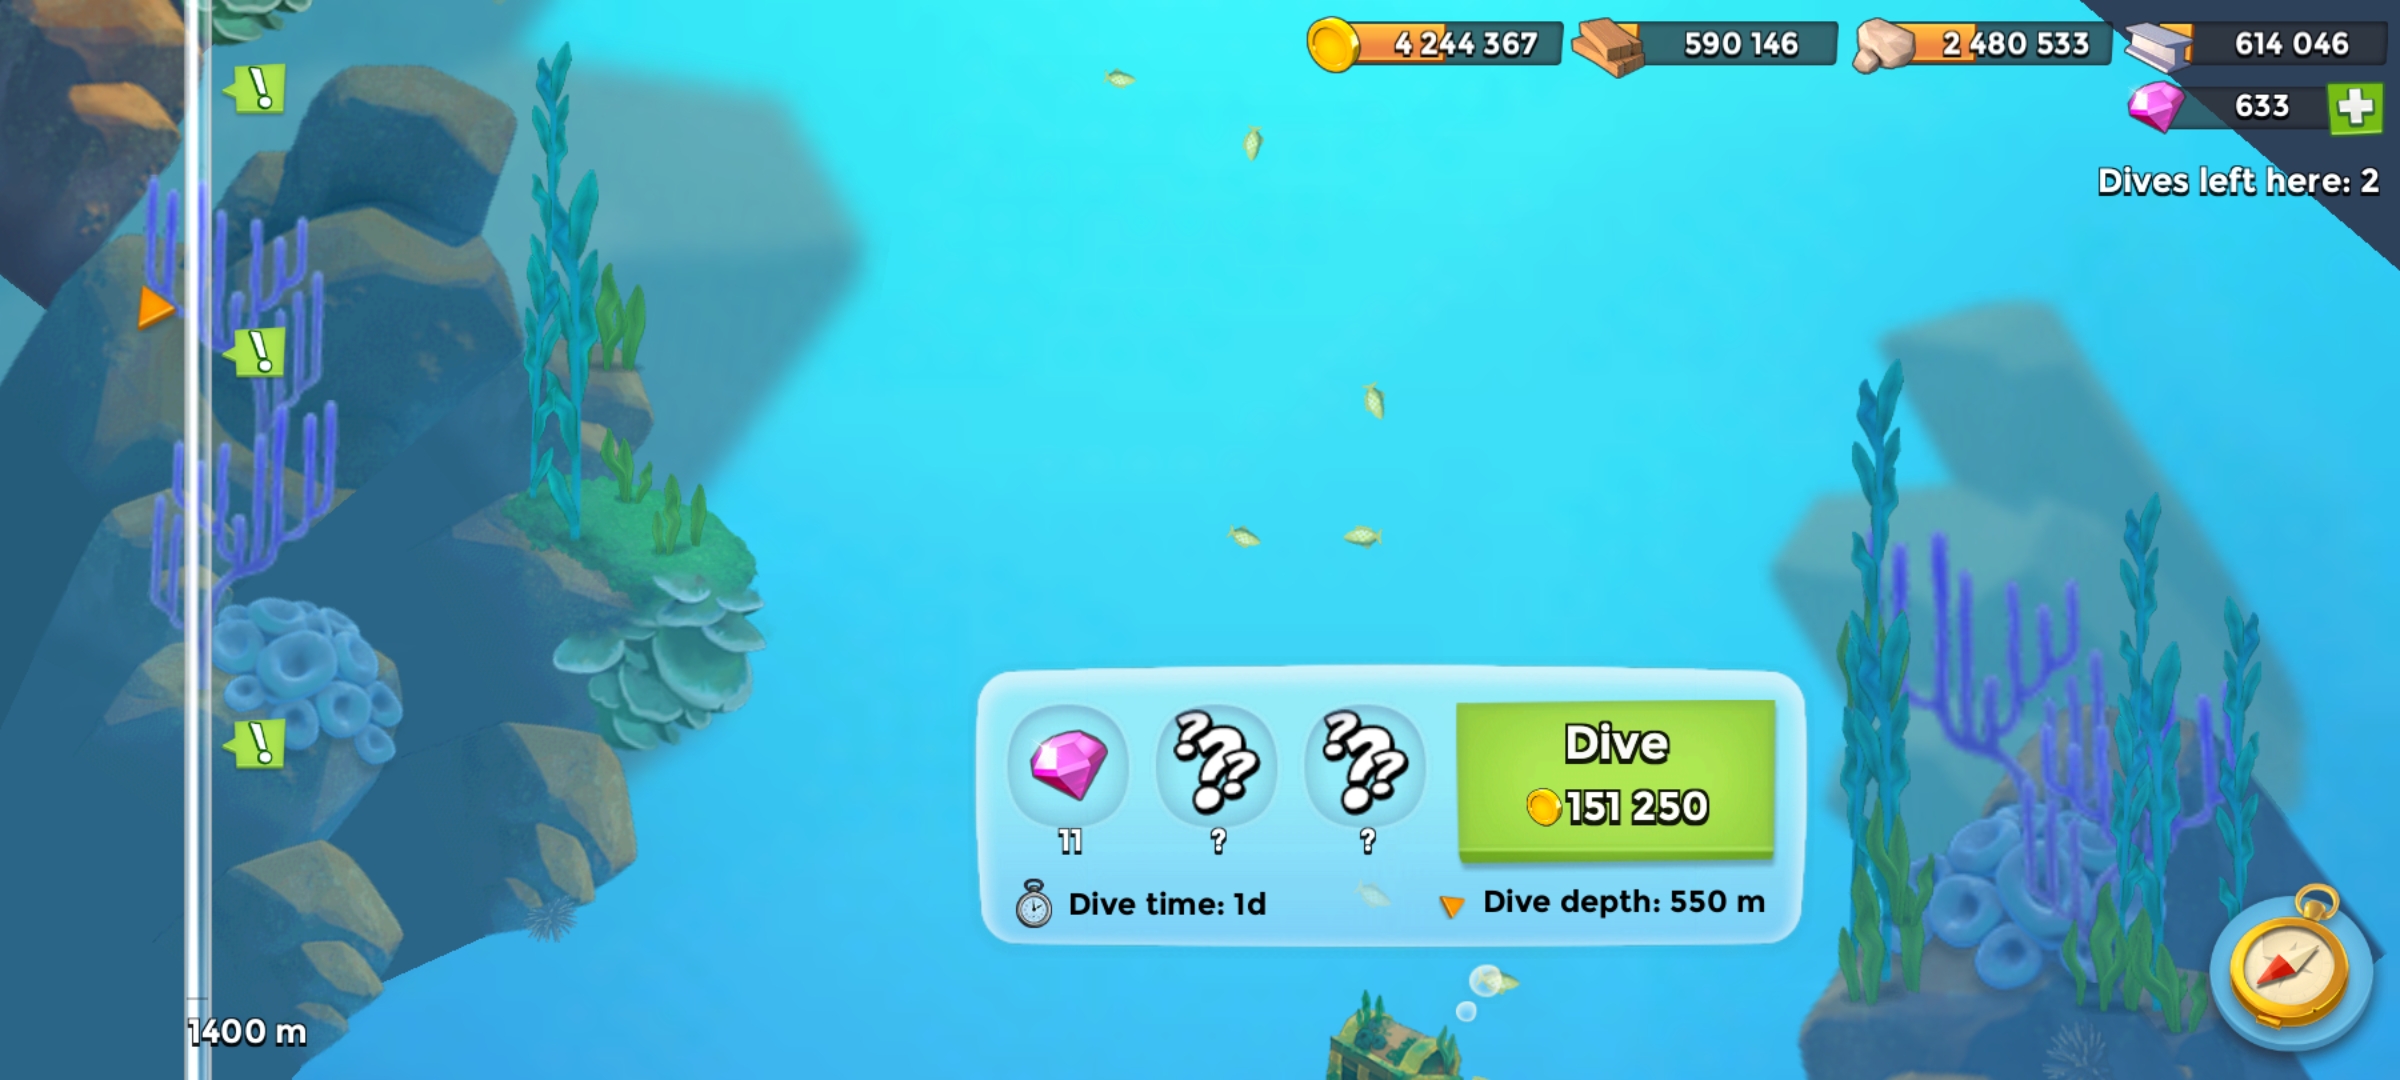 4 244 367
590 146
2 480 533
614 046
633
Dives left here: 2
!
!
!
11
???
?
???
?
Dive
151 250
Dive time: 1d
Dive depth: 550 m
1400 m